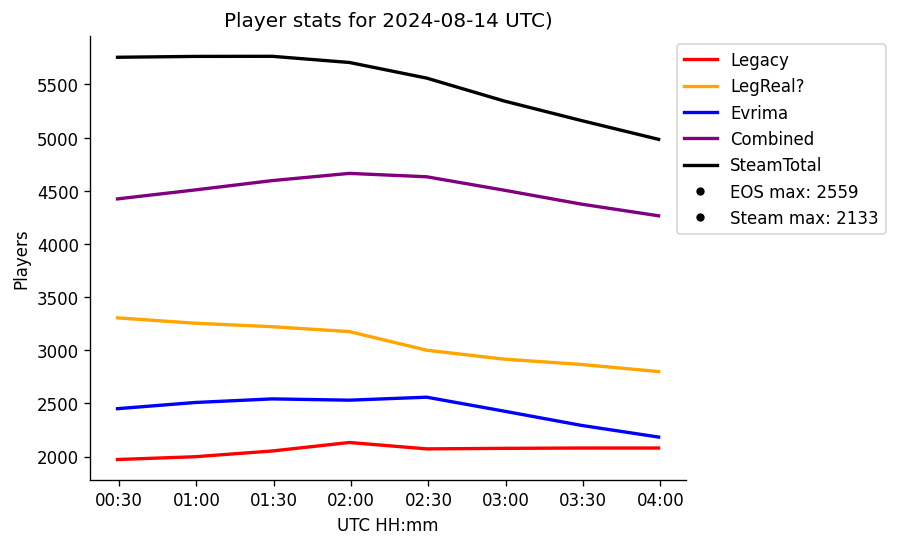 Player stats for 2024-08-14 UTC)
Legacy
LegReal?
Evrima
Combined
SteamTotal
EOS max: 2559
Steam max: 2133
Players
5500
5000
4500
4000
3500
3000
2500
2000
00:30 01:00 01:30 02:00 02:30 03:00 03:30 04:00
UTC HH:mm